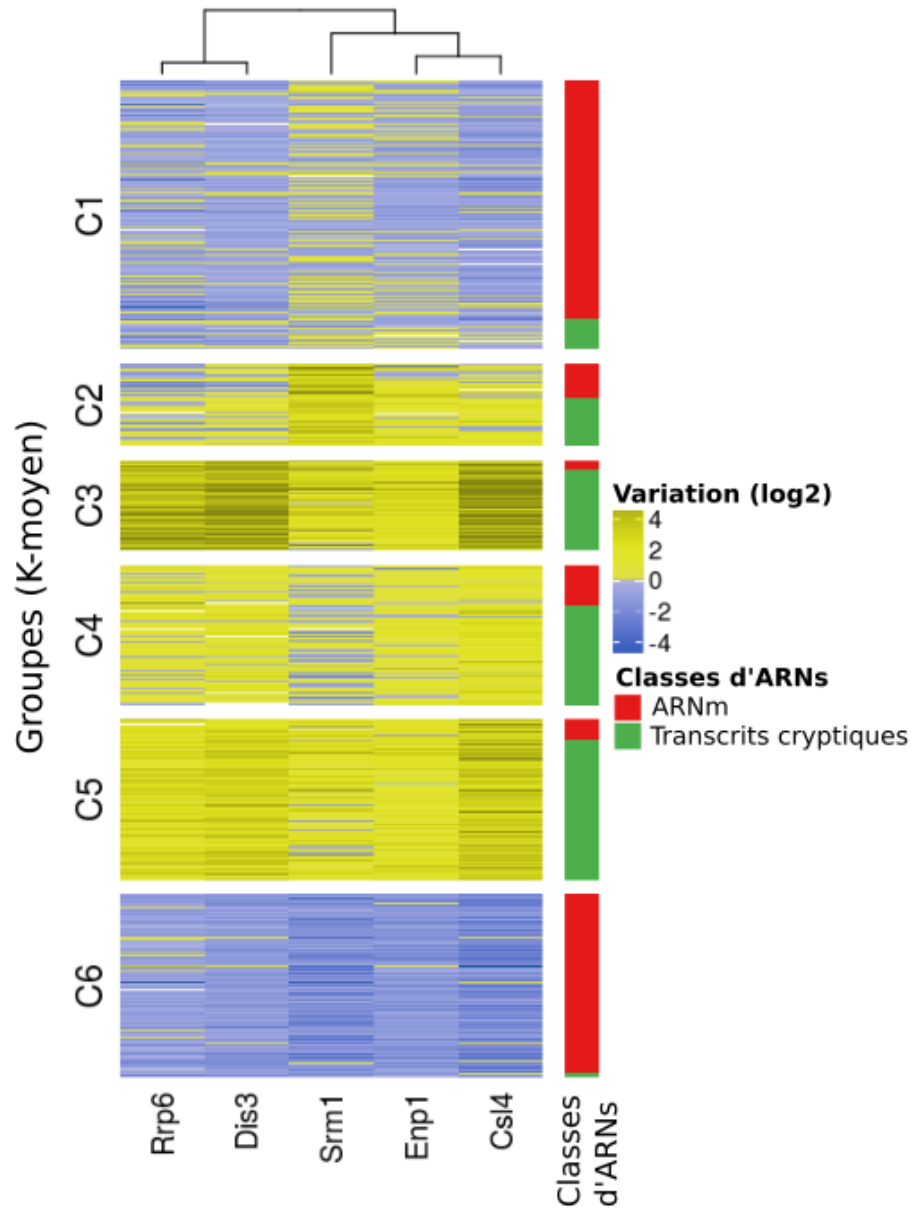 Groupes (K-moyen)
C1
C2
C3
C4
C5
C6
Variation (log2)
4
2
0
-2
-4
Classes d'ARNs
ARNm
Transcrits cryptiques
Rrp6
Dis3
Srm1
Enp1
Csl4
Classes
d'ARNs